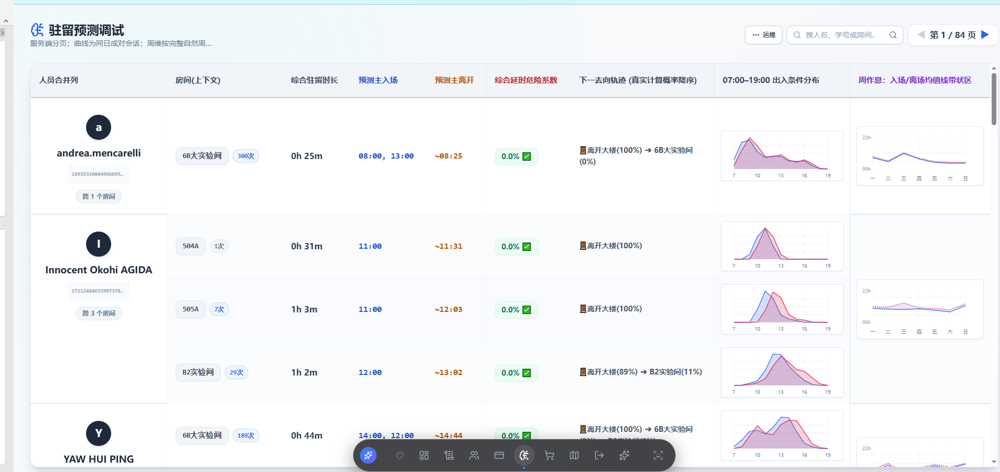 驻留预测调试
服务端分页；曲线为同日成对会话；周维按完整自然周...
··· 运维
搜人名、学号或房间..
第 1 / 84 页
人员合并列
房间(上下文)
综合驻留时长
预测主入场
预测主离开
综合延时危险系数
下一去向轨迹 (真实计算概率降序)
07:00–19:00 出入条件分布
周作息：入场/离场均值线带状区
a
andrea.mencarelli
16935310044986695…
跨 1 个房间
6B大实验间
300次
0h 25m
08:00, 13:00
~08:25
0.0% ✅
🚪离开大楼(100%) ➔ 6B大实验间
(0%)
7 10 13 16 19
22h
06h
一 二 三 四 五 六 日
I
Innocent Okohi AGIDA
17112484655997378…
跨 3 个房间
504A
1次
0h 31m
11:00
~11:31
0.0% ✅
🚪离开大楼(100%)
7 10 13 16 19
505A
7次
1h 3m
11:00
~12:03
0.0% ✅
🚪离开大楼(100%)
7 10 13 16 19
22h
06h
一 二 三 四 五 六 日
B2实验间
29次
1h 2m
12:00
~13:02
0.0% ✅
🚪离开大楼(89%) ➔ B2实验间(11%)
7 10 13 16 19
Y
YAW HUI PING
6B大实验间
189次
0h 44m
14:00, 12:00
~14:44
0.0% ✅
🚪离开大楼(100%) ➔ 6B大实验间
7 10 13 16 19
22h